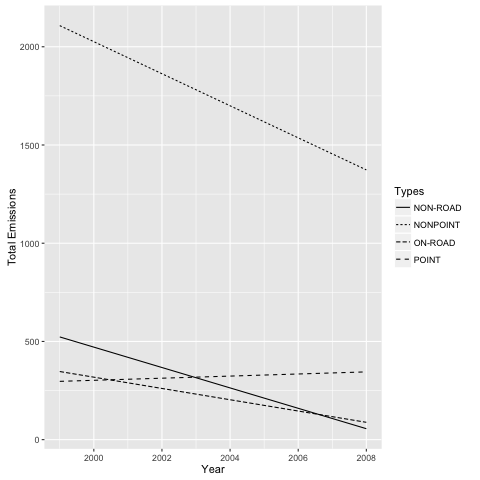 Total Emissions
2000
1500
1000
500
0
2000
2002
2004
2006
2008
Year
Types
NON-ROAD
NONPOINT
ON-ROAD
POINT